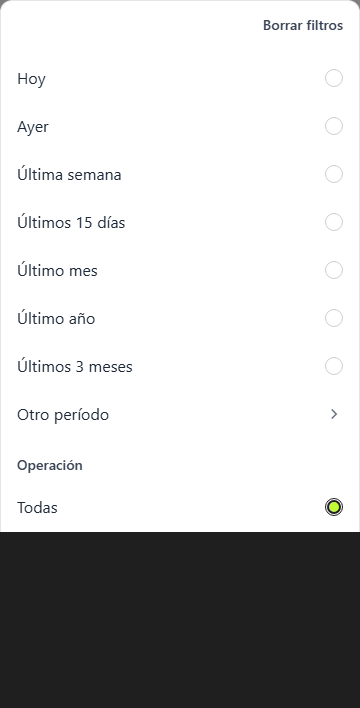 Borrar filtros
Hoy
Ayer
Última semana
Últimos 15 días
Último mes
Último año
Últimos 3 meses
Otro período
Operación
Todas